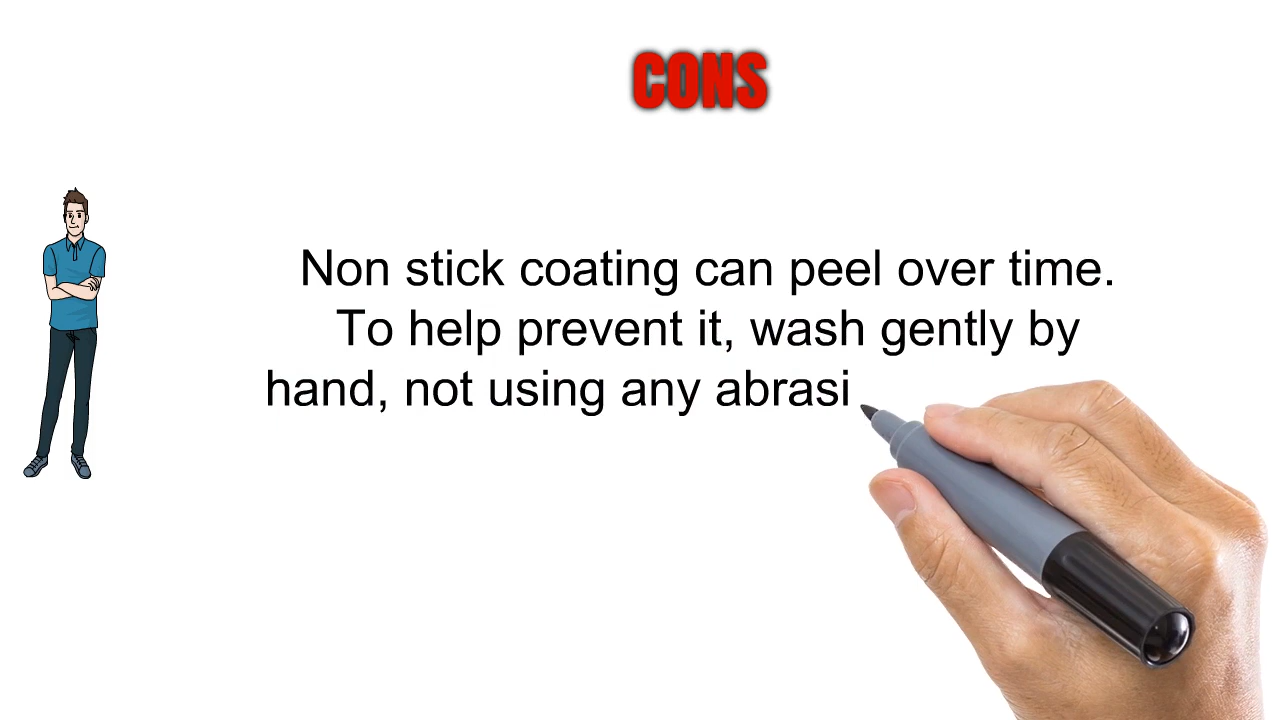 CONS
Non stick coating can peel over time.
To help prevent it, wash gently by
hand, not using any abrasi